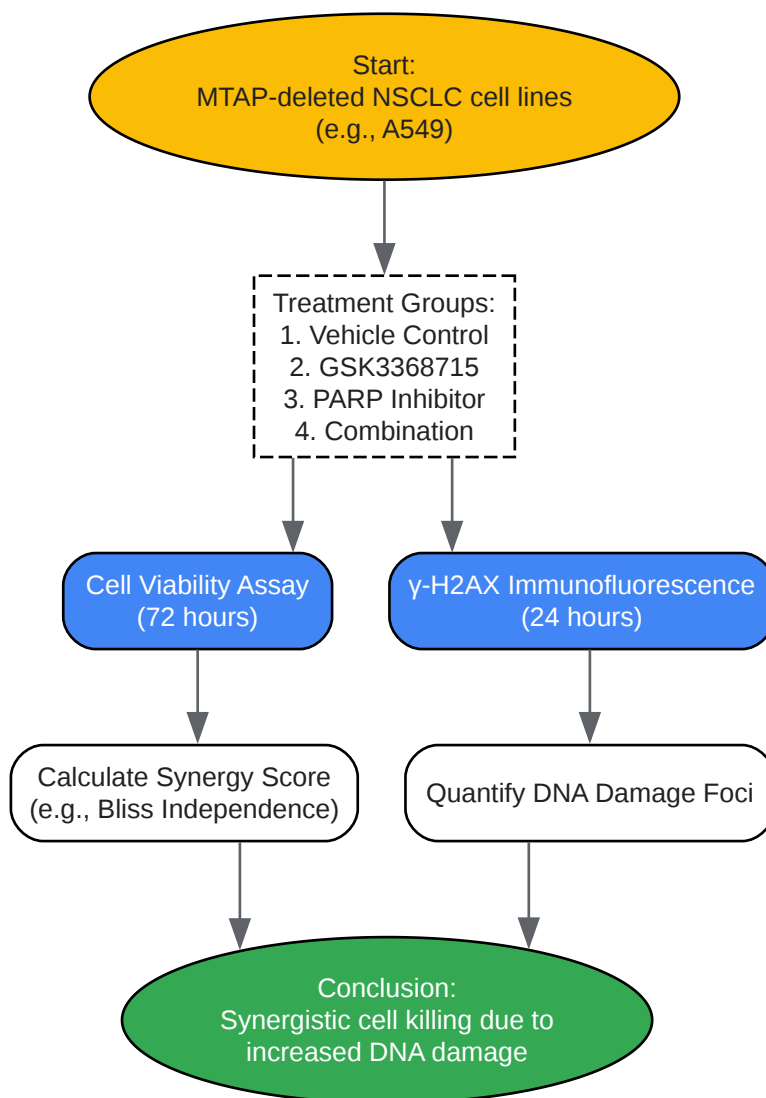 Start:
MTAP-deleted NSCLC cell lines
(e.g., A549)
Treatment Groups:
1. Vehicle Control
2. GSK3368715
3. PARP Inhibitor
4. Combination
Cell Viability Assay
(72 hours)
γ-H2AX Immunofluorescence
(24 hours)
Calculate Synergy Score
(e.g., Bliss Independence)
Quantify DNA Damage Foci
Conclusion:
Synergistic cell killing due to
increased DNA damage